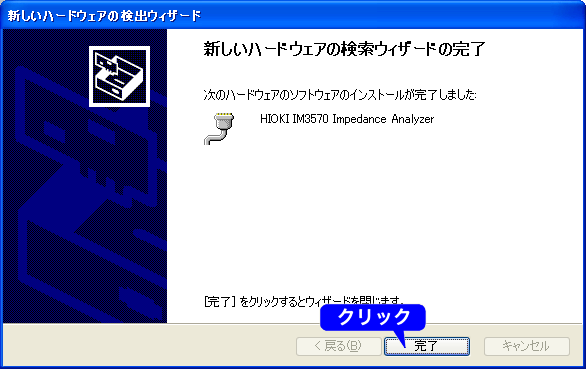 新しいハードウェアの検出ウィザード
新しいハードウェアの検索ウィザードの完了
次のハードウェアのソフトウェアのインストールが完了しました:
HIOKI IM3570 Impedance Analyzer
[完了] をクリックするとウィザードを閉じます。
クリック
< 戻る(B)
完了
キャンセル